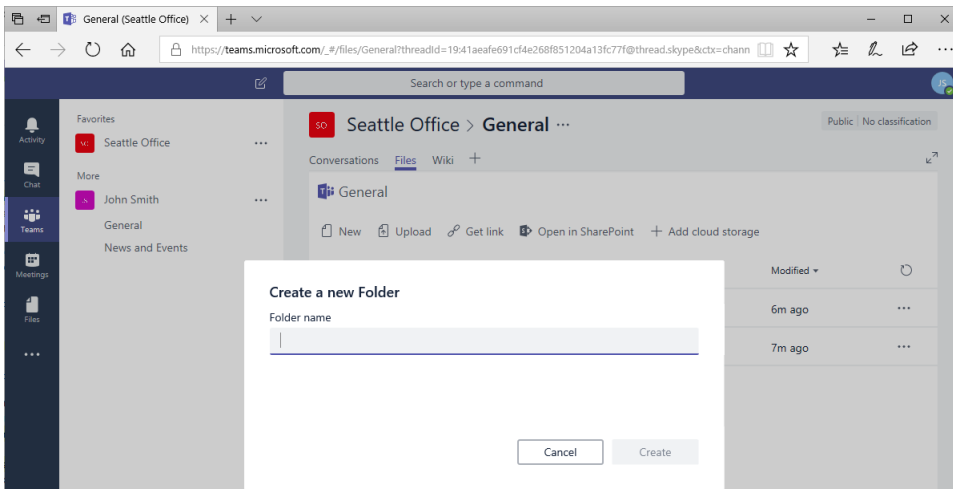 General (Seattle Office)
https://teams.microsoft.com/_#/files/General?threadId=19:41aeafe691cf4e268f851204a13fc77f@thread.skype&ctx=chann
Search or type a command
JS
Activity
Chat
Teams
Meetings
Files
Favorites
SO Seattle Office
More
JS John Smith
General
News and Events
SO Seattle Office > General
Public No classification
Conversations Files Wiki
General
New Upload Get link Open in SharePoint Add cloud storage
Modified
6m ago
7m ago
Create a new Folder
Folder name
Cancel Create